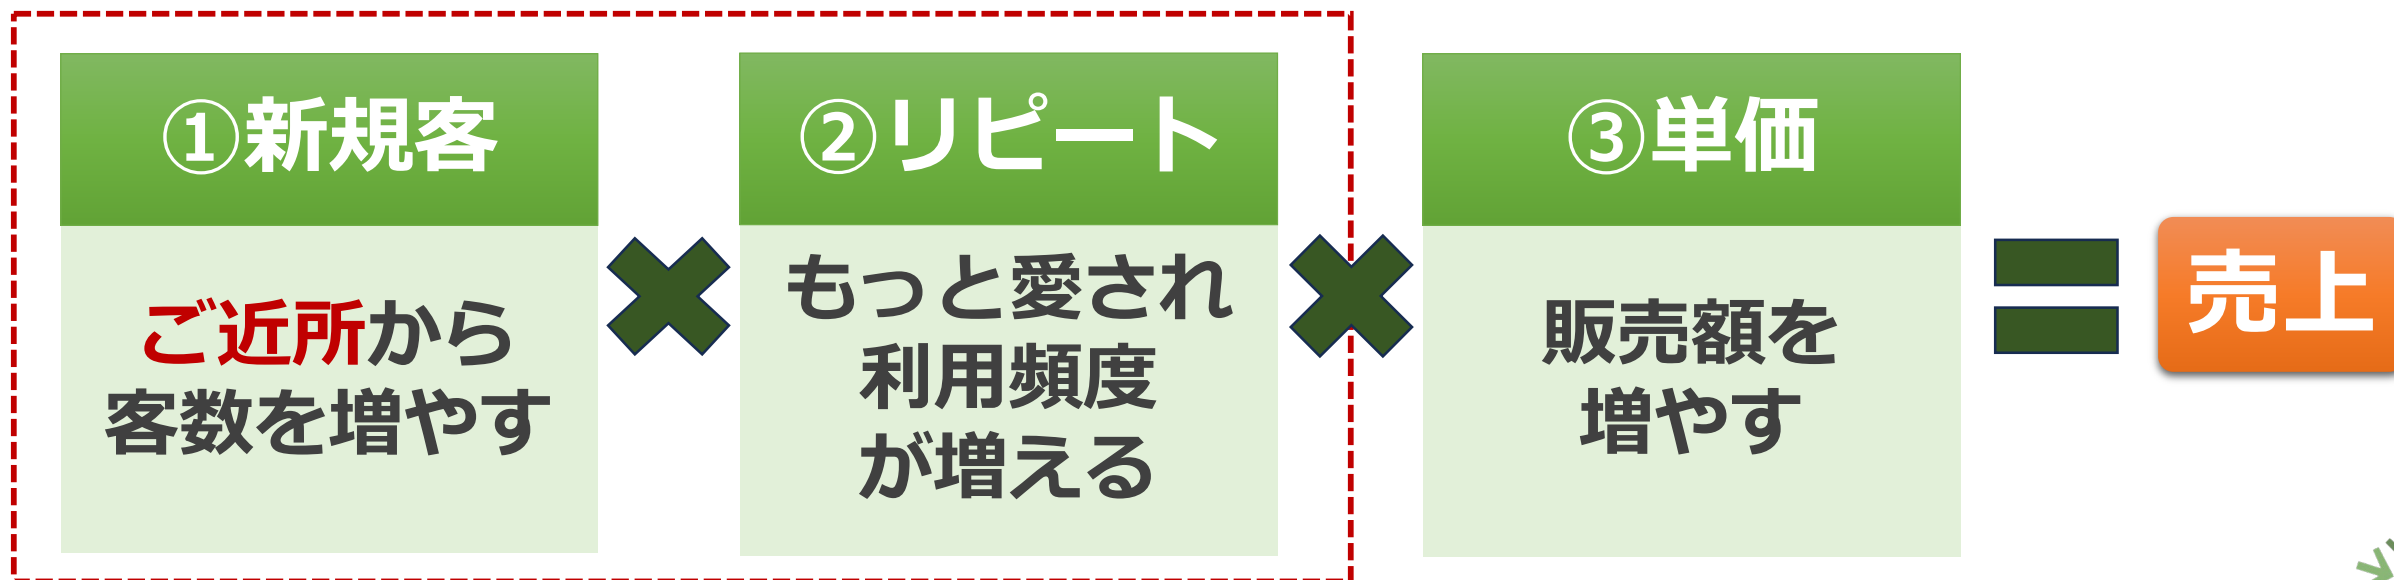 ①新規客
ご近所から
客数を増やす
②リピート
もっと愛され
利用頻度
が増える
③単価
販売額を
増やす
売上